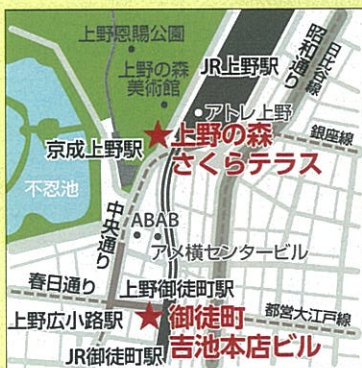 上野恩賜公園
上野の森
美術館
JR上野駅
昭和通り
日比谷線
アトレ上野
銀座線
京成上野駅
★上野の森
さくらテラス
不忍池
中央通り
ABAB
アメ横センタービル
春日通り
上野御徒町駅
上野広小路駅
★御徒町
吉池本店ビル
都営大江戸線
JR御徒町駅